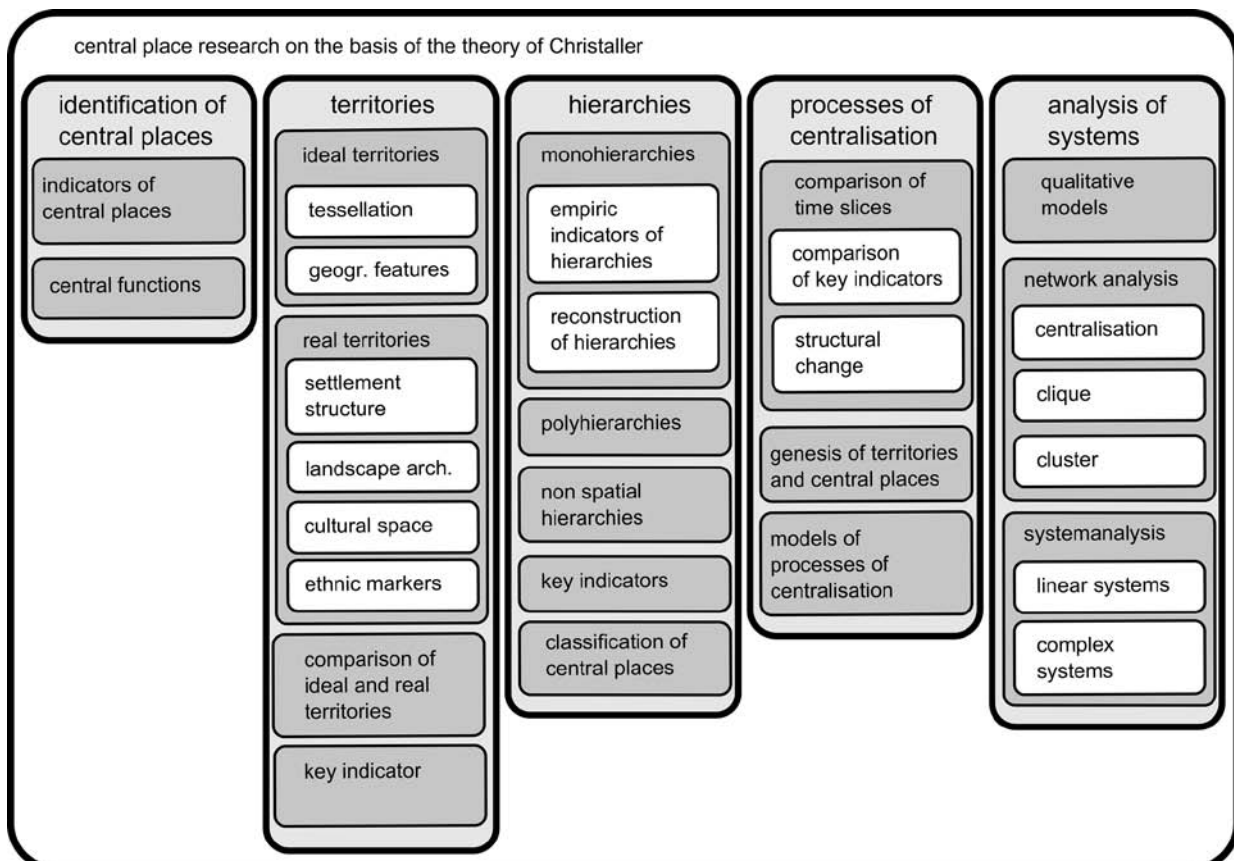 central place research on the basis of the theory of Christaller
identification of
central places
indicators of
central places
central functions
territories
ideal territories
tessellation
geogr. features
real territories
settlement
structure
landscape arch.
cultural space
ethnic markers
comparison of
ideal and real
territories
key indicator
hierarchies
monohierarchies
empiric
indicators of
hierarchies
reconstruction
of hierarchies
polyhierarchies
non spatial
hierarchies
key indicators
classification of
central places
processes of
centralisation
comparison of
time slices
comparison
of key indicators
structural
change
genesis of territories
and central places
models of
processes of
centralisation
analysis of
systems
qualitative
models
network analysis
centralisation
clique
cluster
systemanalysis
linear systems
complex
systems